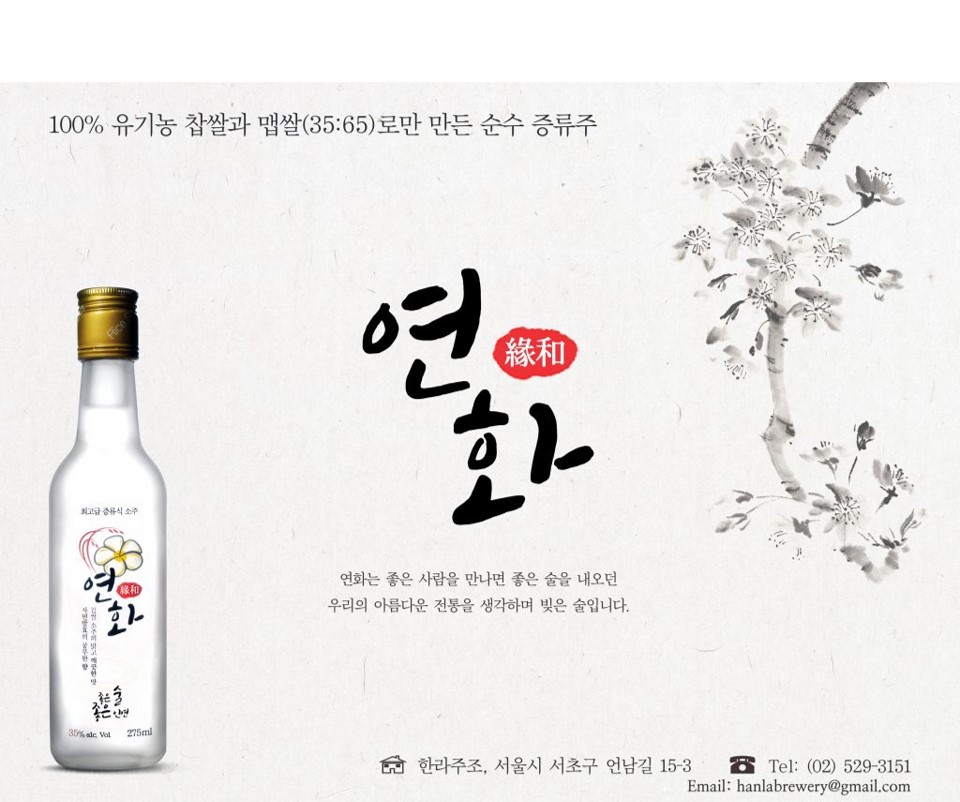 100% 유기농 찹쌀과 맵쌀(35:65)로만 만든 순수 증류주
연
緣和
화
연화는 좋은 사람을 만나면 좋은 술을 내오던
우리의 아름다운 전통을 생각하며 빚은 술입니다.
Rice
최고급 증류식 소주
연
緣和
화
좋은 술
좋은 인연
35% alc. Vol 275ml
한라주조, 서울시 서초구 언남길 15-3 Tel: (02) 529-3151
Email: hanlabrewery@gmail.com